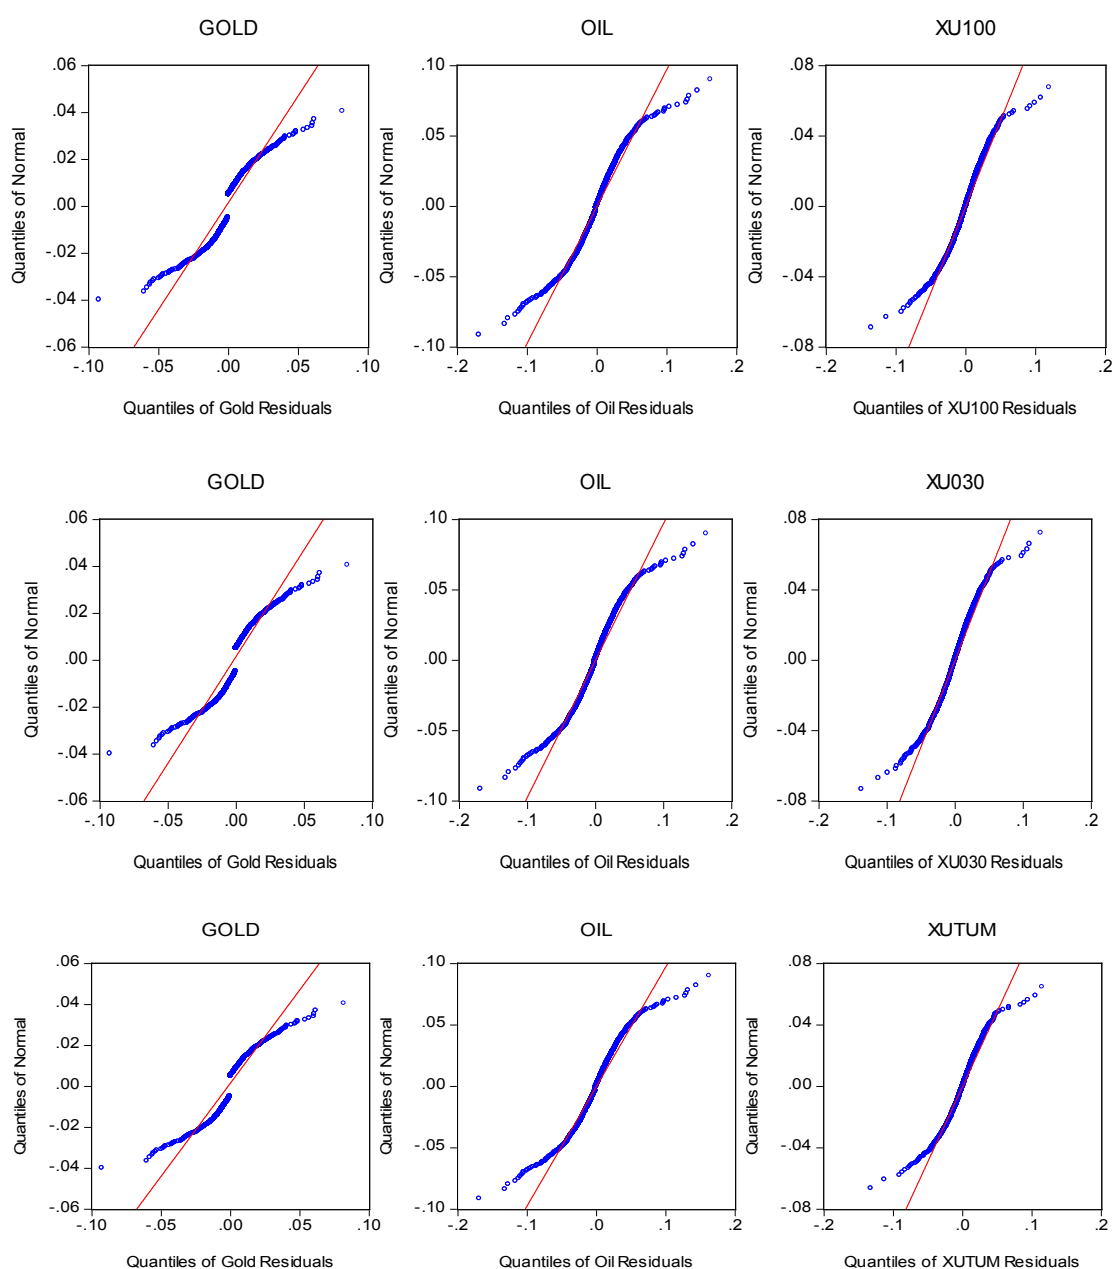 GOLD OIL XU100
.06 .10 .08
.04 .05 .04
.02
.00 .00 .00
-.02
-.04 -.05 -.04
-.06 -.10 -.08
Quantiles of Normal Quantiles of Normal Quantiles of Normal
-.10 -.05 .00 .05 .10 -.2 -.1 .0 .1 .2 -.2 -.1 .0 .1 .2
Quantiles of Gold Residuals Quantiles of Oil Residuals Quantiles of XU100 Residuals
GOLD OIL XU030
.06 .10 .08
.04 .05 .04
.02
.00 .00 .00
-.02
-.04 -.05 -.04
-.06 -.10 -.08
Quantiles of Normal Quantiles of Normal Quantiles of Normal
-.10 -.05 .00 .05 .10 -.2 -.1 .0 .1 .2 -.2 -.1 .0 .1 .2
Quantiles of Gold Residuals Quantiles of Oil Residuals Quantiles of XU030 Residuals
GOLD OIL XUTUM
.06 .10 .08
.04 .05 .04
.02
.00 .00 .00
-.02
-.04 -.05 -.04
-.06 -.10 -.08
Quantiles of Normal Quantiles of Normal Quantiles of Normal
-.10 -.05 .00 .05 .10 -.2 -.1 .0 .1 .2 -.2 -.1 .0 .1 .2
Quantiles of Gold Residuals Quantiles of Oil Residuals Quantiles of XUTUM Residuals